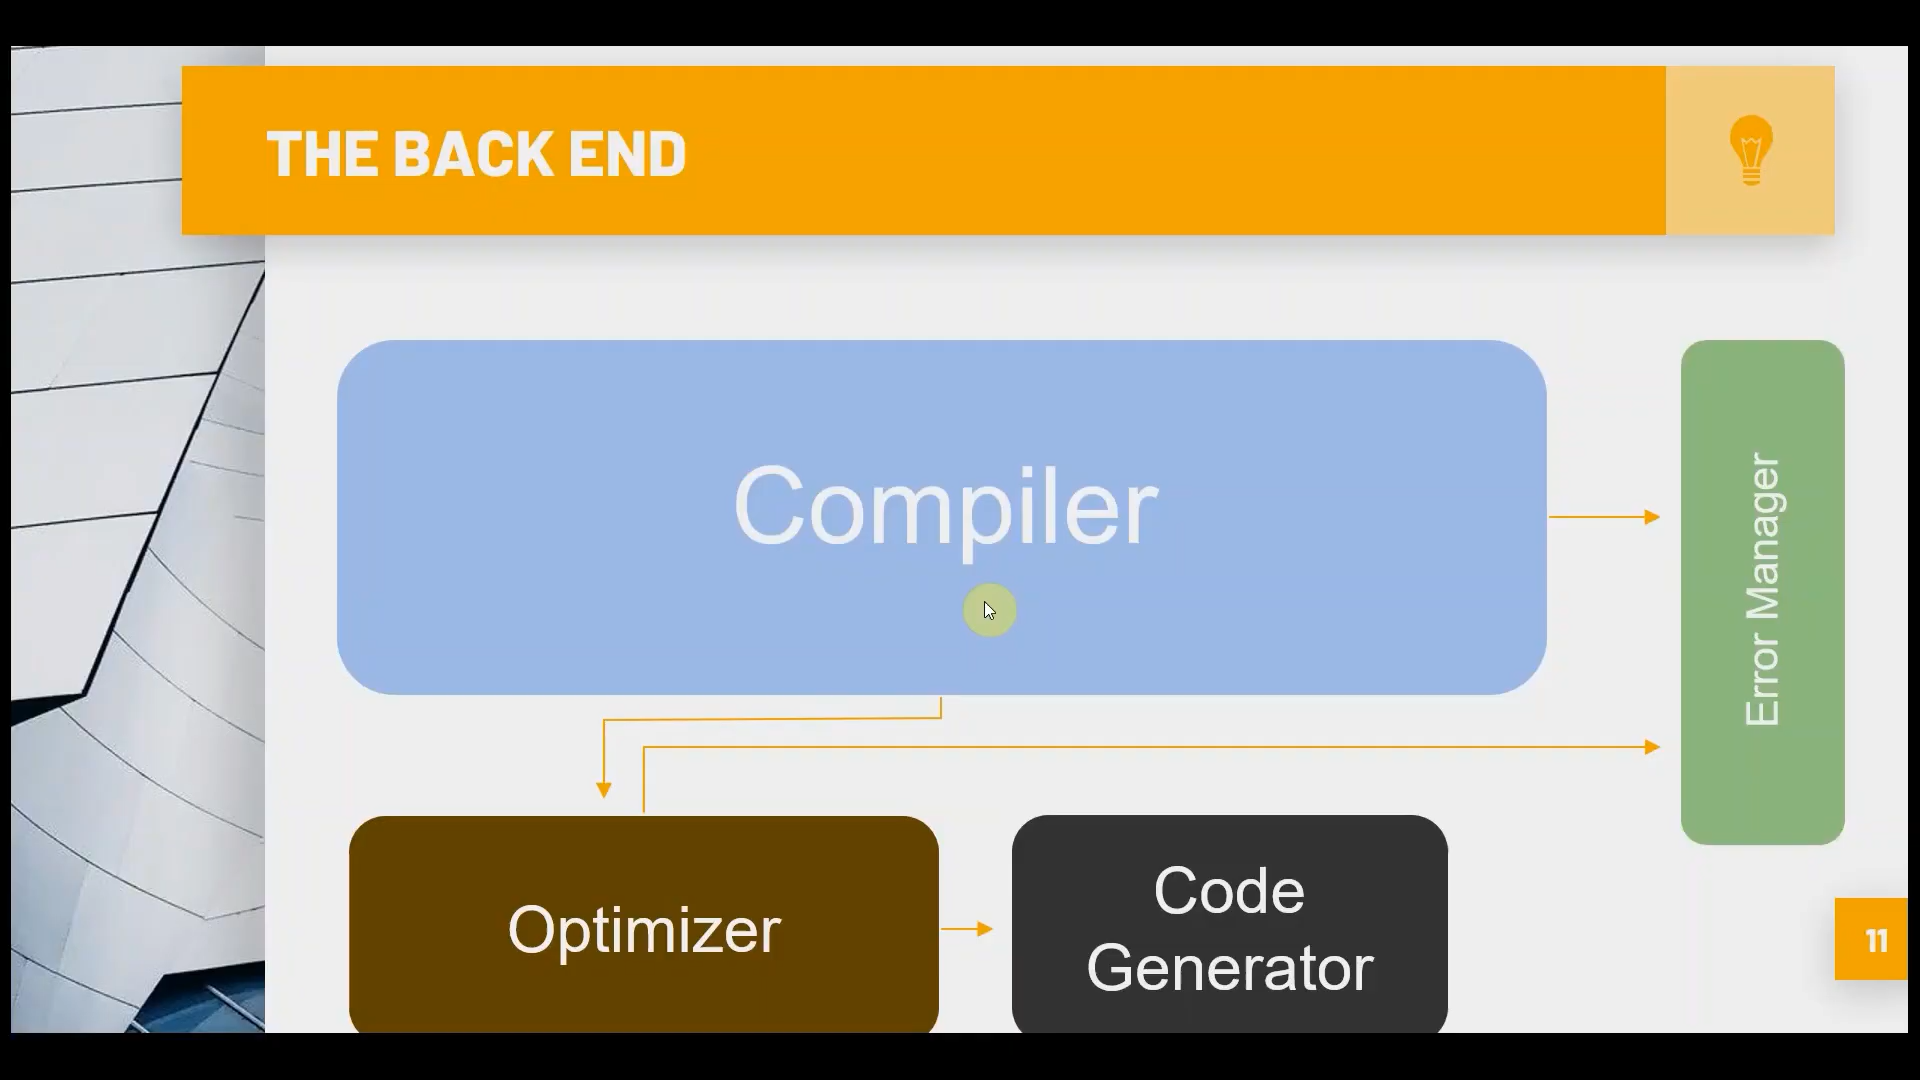 THE BACK END
Compiler
Error Manager
Optimizer
Code
Generator
11